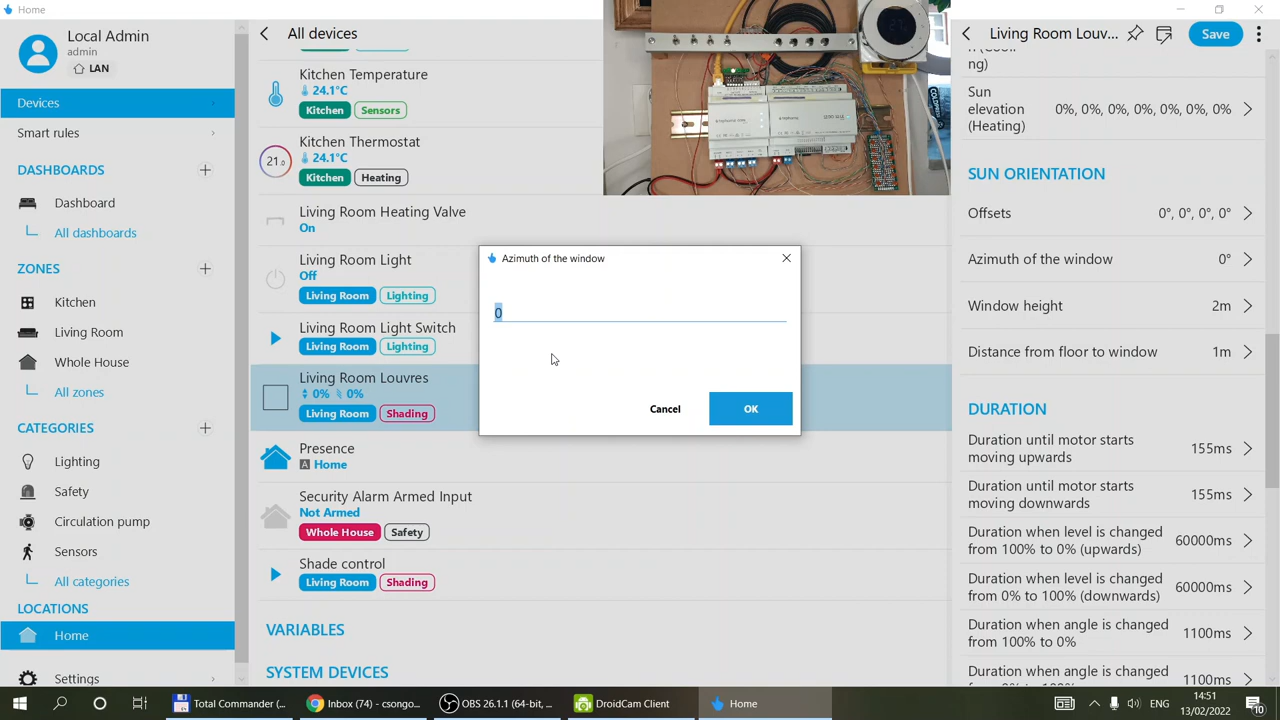 Home
Local Admin
admin
LAN
Devices
Smart rules
DASHBOARDS
Dashboard
All dashboards
ZONES
Kitchen
Living Room
Whole House
All zones
CATEGORIES
Lighting
Safety
Circulation pump
Sensors
All categories
LOCATIONS
Home
Settings
All devices
Kitchen Temperature
24.1°C
Kitchen Sensors
21.0
Kitchen Thermostat
24.1°C
Kitchen Heating
Living Room Heating Valve
On
Living Room Light
Off
Living Room Lighting
Living Room Light Switch
Living Room Lighting
Living Room Louvres
0% 0%
Living Room Shading
Presence
A Home
Security Alarm Armed Input
Not Armed
Whole House Safety
Shade control
Living Room Shading
VARIABLES
SYSTEM DEVICES
Azimuth of the window
0
Cancel OK
Living Room Louv... Save
ng)
Sun
elevation
(Heating)
0%, 0%, 0%, 0%, 0%, 0%
SUN ORIENTATION
Offsets 0°, 0°, 0°, 0°
Azimuth of the window 0°
Window height 2m
Distance from floor to window 1m
DURATION
Duration until motor starts
moving upwards
155ms
Duration until motor starts
moving downwards
155ms
Duration when level is changed
from 100% to 0% (upwards)
60000ms
Duration when level is changed
from 0% to 100% (downwards)
60000ms
Duration when angle is changed
from 100% to 0%
1100ms
Duration when angle is changed
1100ms
Total Commander (...
Inbox (74) - csongo...
OBS 26.1.1 (64-bit, ...
DroidCam Client
Home
ENG
14:51
13/02/2022
10